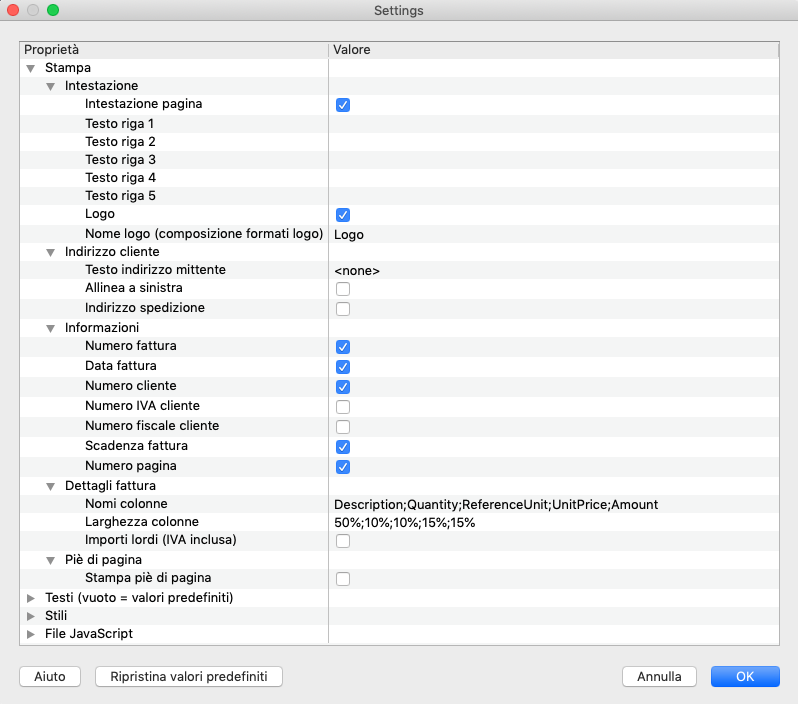 Settings
Proprietà Valore
Stampa
Intestazione
Intestazione pagina
Testo riga 1
Testo riga 2
Testo riga 3
Testo riga 4
Testo riga 5
Logo
Nome logo (composizione formati logo) Logo
Indirizzo cliente
Testo indirizzo mittente <none>
Allinea a sinistra
Indirizzo spedizione
Informazioni
Numero fattura
Data fattura
Numero cliente
Numero IVA cliente
Numero fiscale cliente
Scadenza fattura
Numero pagina
Dettagli fattura
Nomi colonne Description;Quantity;ReferenceUnit;UnitPrice;Amount
Larghezza colonne 50%;10%;10%;15%;15%
Importi lordi (IVA inclusa)
Piè di pagina
Stampa piè di pagina
Testi (vuoto = valori predefiniti)
Stili
File JavaScript
Aiuto Ripristina valori predefiniti Annulla OK